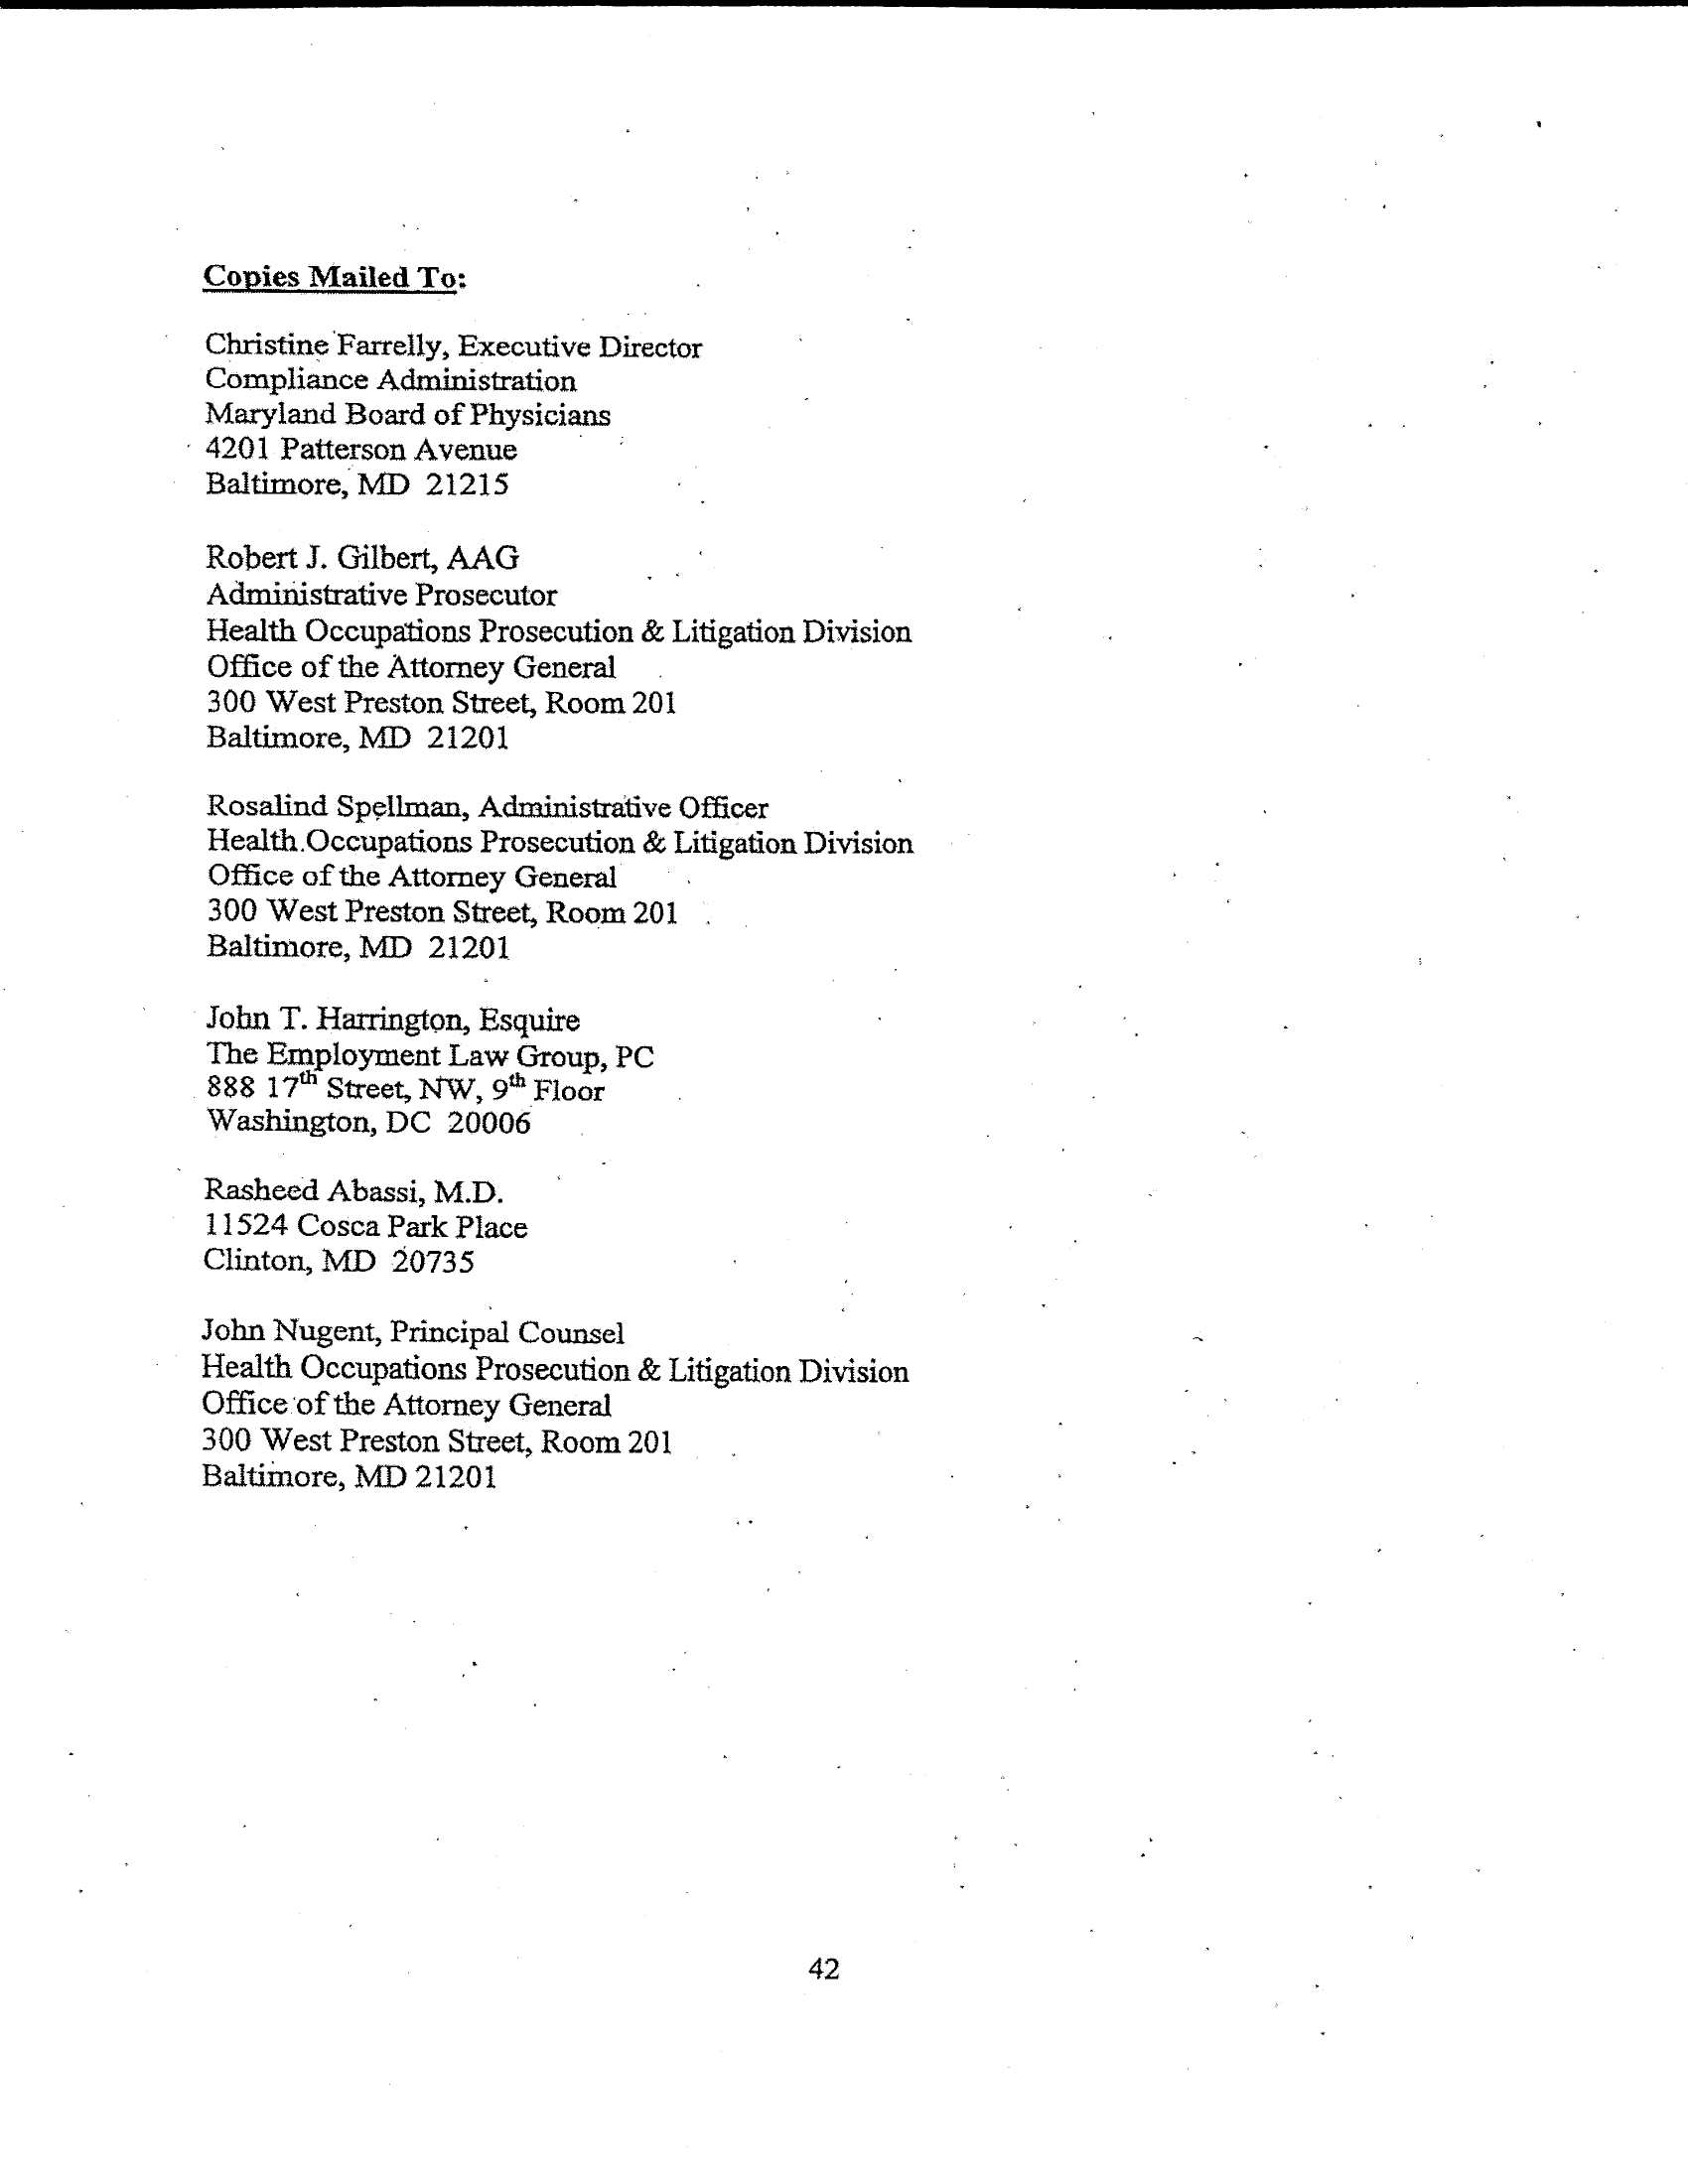 Copies Mailed To:
Christine Farrelly, Executive Director
Compliance Administration
Maryland Board of Physicians
4201 Patterson Avenue
Baltimore, MD 21215
Robert J. Gilbert, AAG
Administrative Prosecutor
Health Occupations Prosecution & Litigation Division
Office of the Attorney General
300 West Preston Street, Room 201
Baltimore, MD 21201
Rosalind Spellman, Administrative Officer
Health Occupations Prosecution & Litigation Division
Office of the Attorney General
300 West Preston Street, Room 201
Baltimore, MD 21201
John T. Harrington, Esquire
The Employment Law Group, PC
888 17th Street, NW, 9th Floor
Washington, DC 20006
Rasheed Abassi, M.D.
11524 Cosca Park Place
Clinton, MD 20735
John Nugent, Principal Counsel
Health Occupations Prosecution & Litigation Division
Office of the Attorney General
300 West Preston Street, Room 201
Baltimore, MD 21201
42